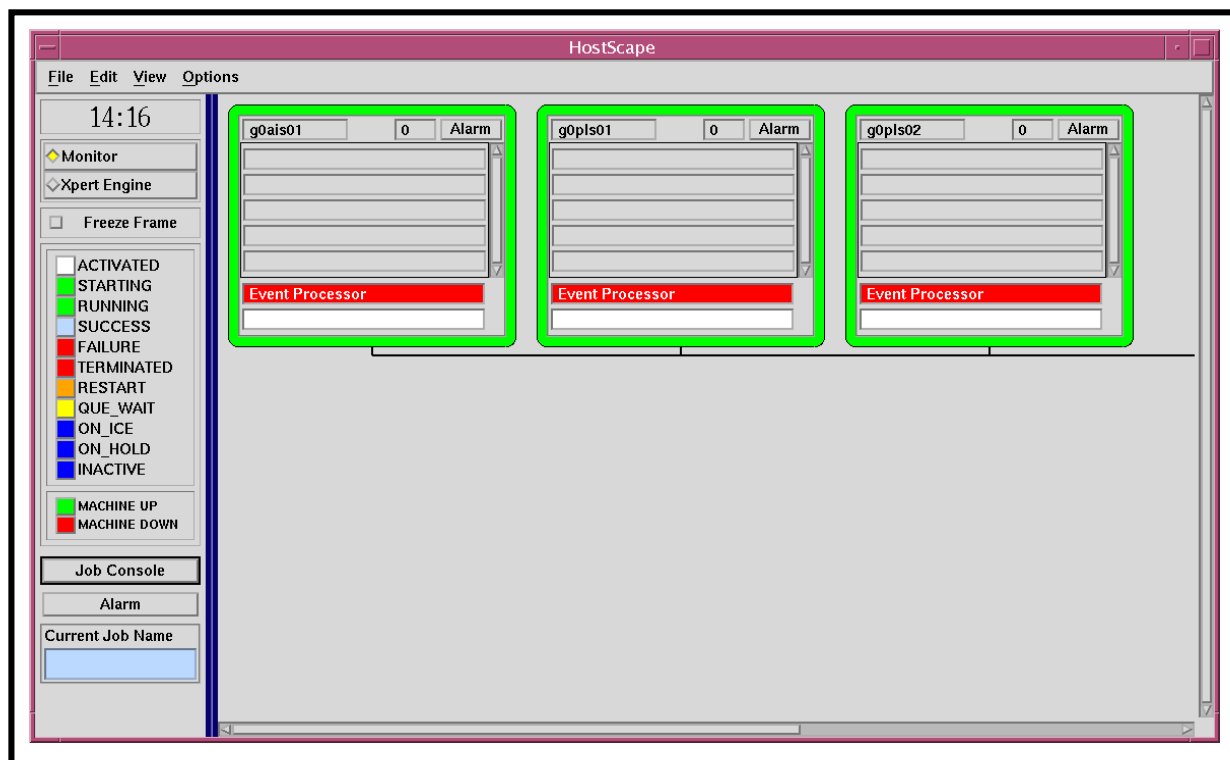 HostScape
File Edit View Options
14:16
Monitor
Xpert Engine
Freeze Frame
ACTIVATED
STARTING
RUNNING
SUCCESS
FAILURE
TERMINATED
RESTART
QUE_WAIT
ON_ICE
ON_HOLD
INACTIVE
MACHINE UP
MACHINE DOWN
Job Console
Alarm
Current Job Name
g0ais01 0 Alarm
Event Processor
g0pls01 0 Alarm
Event Processor
g0pls02 0 Alarm
Event Processor